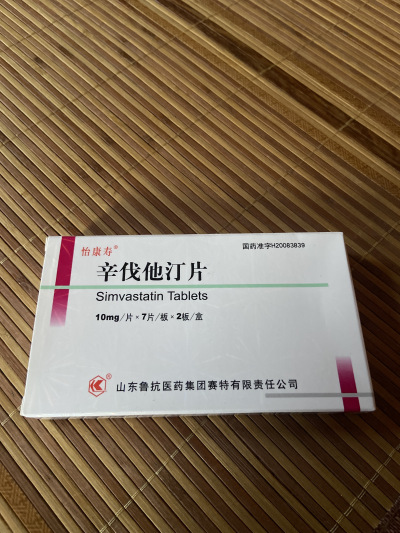 怡康寿®
国药准字H20083839
辛伐他汀片
Simvastatin Tablets
10mg/片×7片/板×2板/盒
山东鲁抗医药集团赛特有限责任公司